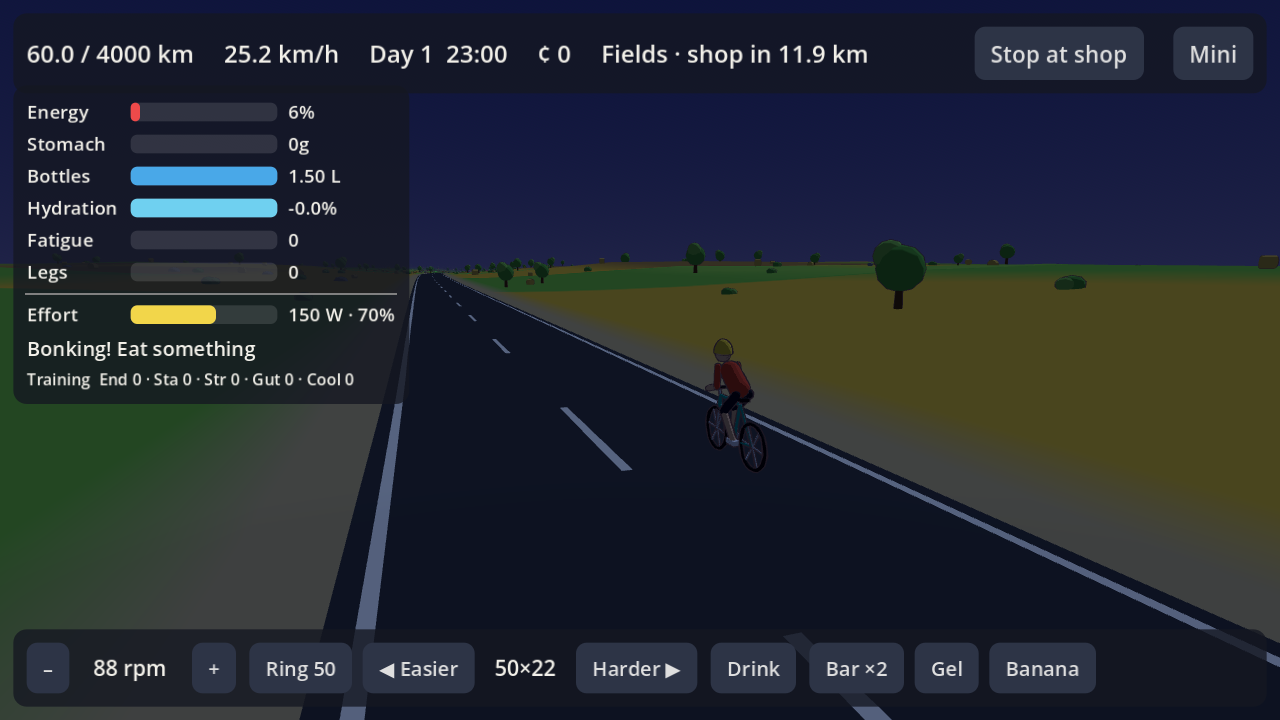 60.0 / 4000 km 25.2 km/h Day 1 23:00 ₵ 0 Fields · shop in 11.9 km Stop at shop Mini
Energy 6%
Stomach 0g
Bottles 1.50 L
Hydration -0.0%
Fatigue 0
Legs 0
Effort 150 W · 70%
Bonking! Eat something
Training End 0 · Sta 0 · Str 0 · Gut 0 · Cool 0
– 88 rpm + Ring 50 ◀ Easier 50×22 Harder ▶ Drink Bar ×2 Gel Banana